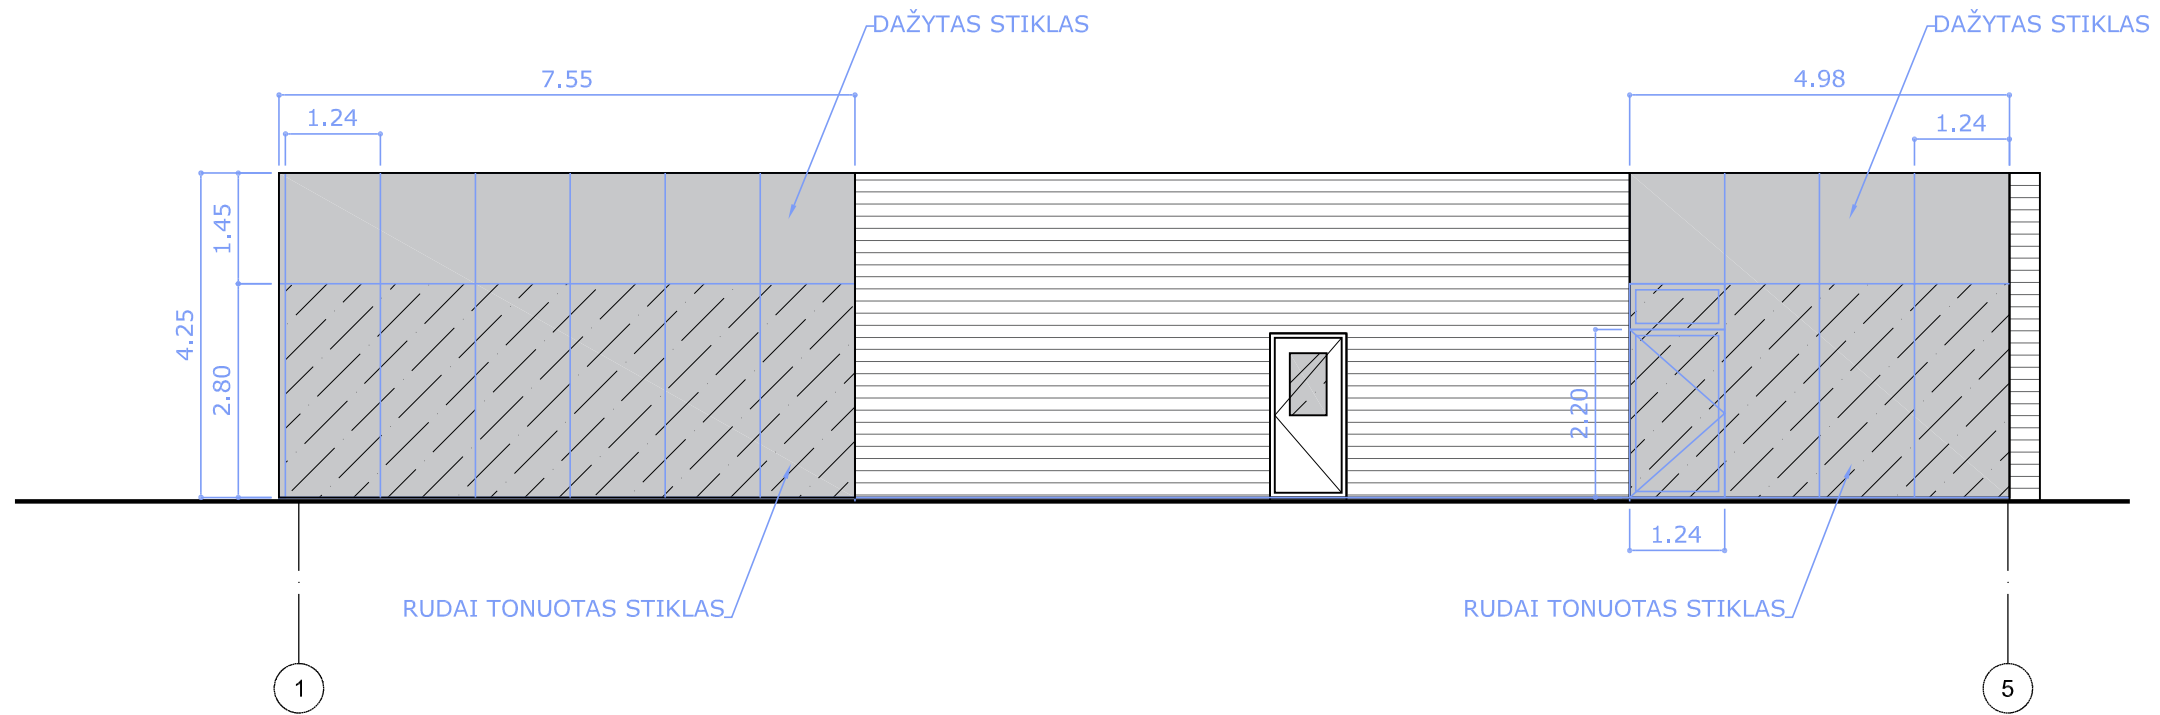 DAŽYTAS STIKLAS
DAŽYTAS STIKLAS
7.55
4.98
1.24
1.24
1.45
4.25
2.80
2.20
1.24
RUDAI TONUOTAS STIKLAS
RUDAI TONUOTAS STIKLAS
1
5